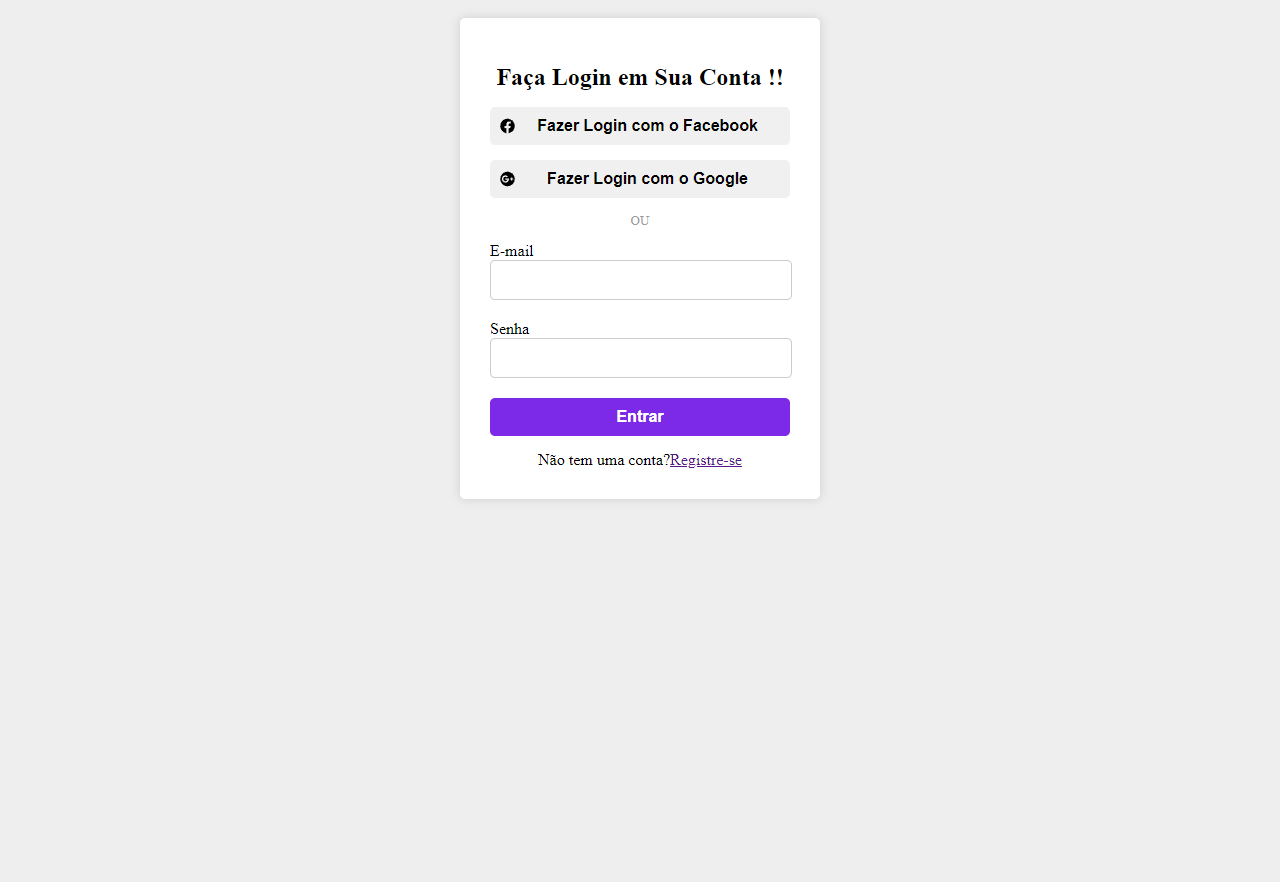 Faça Login em Sua Conta !!
Fazer Login com o Facebook
Fazer Login com o Google
OU
E-mail
Senha
Entrar
Não tem uma conta?Registre-se